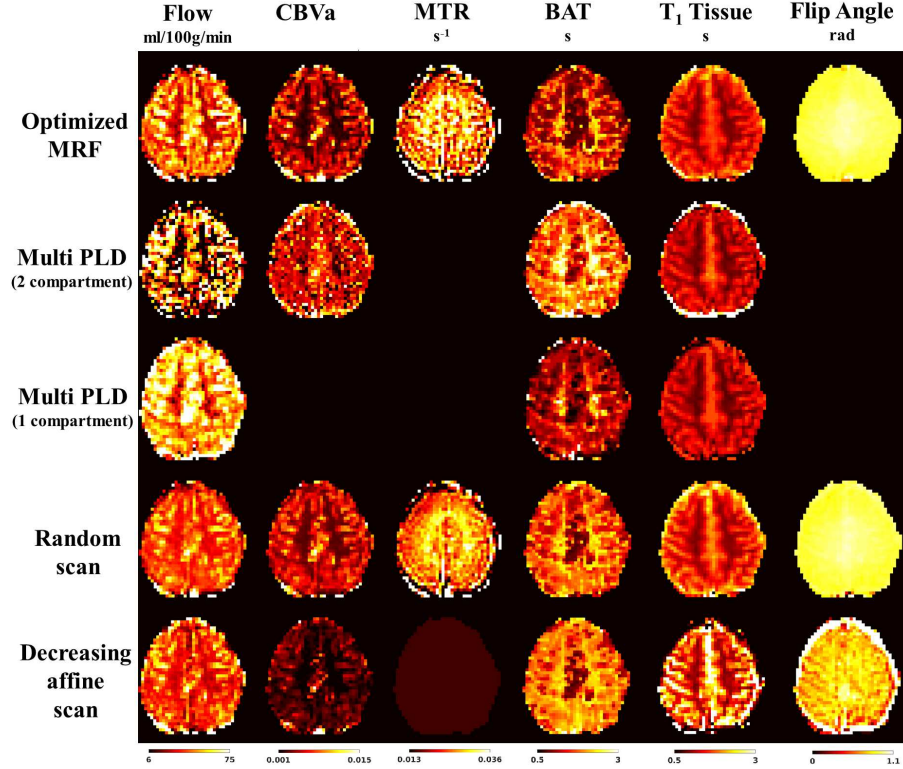 Flow CBVa MTR BAT T₁ Tissue Flip Angle
ml/100g/min s⁻¹ s s rad
Optimized
MRF
Multi PLD
(2 compartment)
Multi PLD
(1 compartment)
Random
scan
Decreasing
affine
scan
6 75 0.001 0.015 0.013 0.036 0.5 3 0.5 3 0 1.1